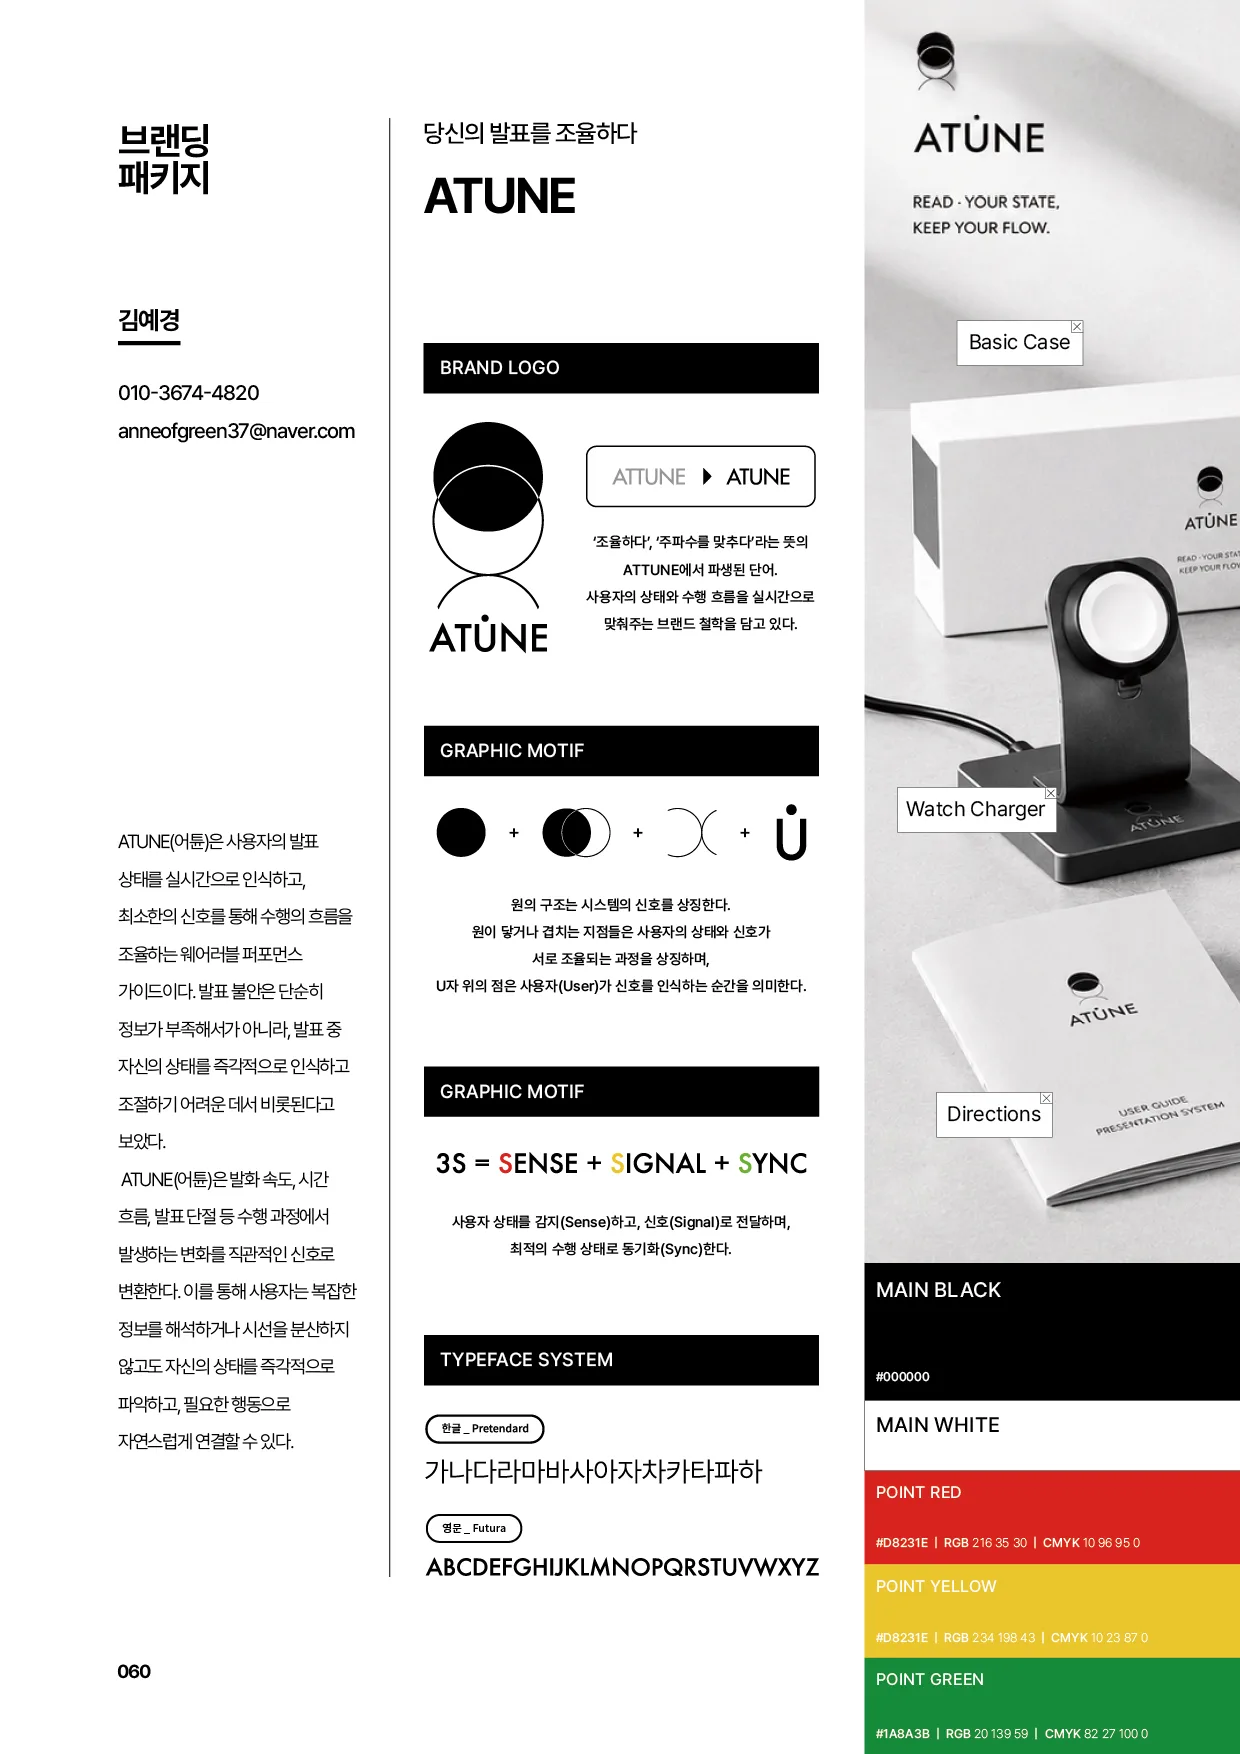 브랜딩
패키지
김예경
010-3674-4820
anneofgreen37@naver.com
ATUNE(어튠)은 사용자의 발표
상태를 실시간으로 인식하고,
최소한의 신호를 통해 수행의 흐름을
조율하는 웨어러블 퍼포먼스
가이드이다. 발표 불안은 단순히
정보가 부족해서가 아니라, 발표 중
자신의 상태를 즉각적으로 인식하고
조절하기 어려운 데서 비롯된다고
보았다.
ATUNE(어튠)은 발화 속도, 시간
흐름, 발표 단절 등 수행 과정에서
발생하는 변화를 직관적인 신호로
변환한다. 이를 통해 사용자는 복잡한
정보를 해석하거나 시선을 분산하지
않고도 자신의 상태를 즉각적으로
파악하고, 필요한 행동으로
자연스럽게 연결할 수 있다.
060
당신의 발표를 조율하다
ATUNE
BRAND LOGO
ATU̇NE
ATTUNE ATUNE
‘조율하다’, ‘주파수를 맞추다’라는 뜻의
ATTUNE에서 파생된 단어.
사용자의 상태와 수행 흐름을 실시간으로
맞춰주는 브랜드 철학을 담고 있다.
GRAPHIC MOTIF
+ + + U̇
원의 구조는 시스템의 신호를 상징한다.
원이 닿거나 겹치는 지점들은 사용자의 상태와 신호가
서로 조율되는 과정을 상징하며,
U자 위의 점은 사용자(User)가 신호를 인식하는 순간을 의미한다.
GRAPHIC MOTIF
3S = SENSE + SIGNAL + SYNC
사용자 상태를 감지(Sense)하고, 신호(Signal)로 전달하며,
최적의 수행 상태로 동기화(Sync)한다.
TYPEFACE SYSTEM
한글 _ Pretendard
가나다라마바사아자차카타파하
영문 _ Futura
ABCDEFGHIJKLMNOPQRSTUVWXYZ
ATU̇NE
READ · YOUR STATE,
KEEP YOUR FLOW.
Basic Case
ATU̇NE
READ · YOUR STAT
KEEP YOUR FLOW
Watch Charger
ATU̇NE
ATU̇NE
Directions
USER GUIDE
PRESENTATION SYSTEM
MAIN BLACK
#000000
MAIN WHITE
POINT RED
#D8231E | RGB 216 35 30 | CMYK 10 96 95 0
POINT YELLOW
#D8231E | RGB 234 198 43 | CMYK 10 23 87 0
POINT GREEN
#1A8A3B | RGB 20 139 59 | CMYK 82 27 100 0